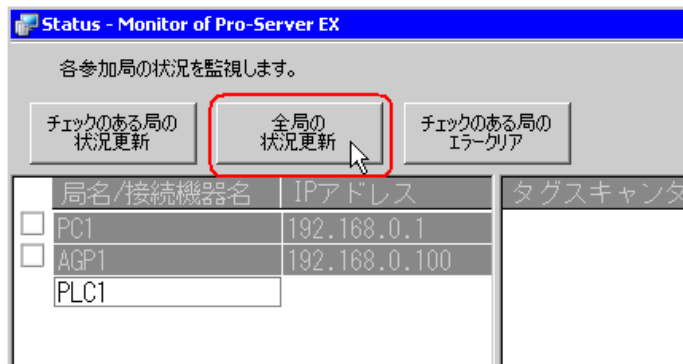 Status - Monitor of Pro-Server EX
各参加局の状況を監視します。
チェックのある局の
状況更新
全局の
状況更新
チェックのある局の
エラークリア
局名/接続機器名 IPアドレス タグスキャンタ
PC1 192.168.0.1
AGP1 192.168.0.100
PLC1